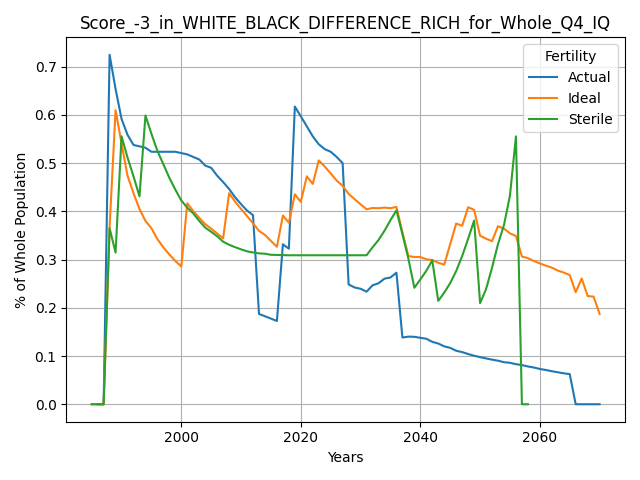 Score_-3_in_WHITE_BLACK_DIFFERENCE_RICH_for_Whole_Q4_IQ
Fertility
Actual
Ideal
Sterile
% of Whole Population
0.7
0.6
0.5
0.4
0.3
0.2
0.1
0.0
2000
2020
2040
2060
Years